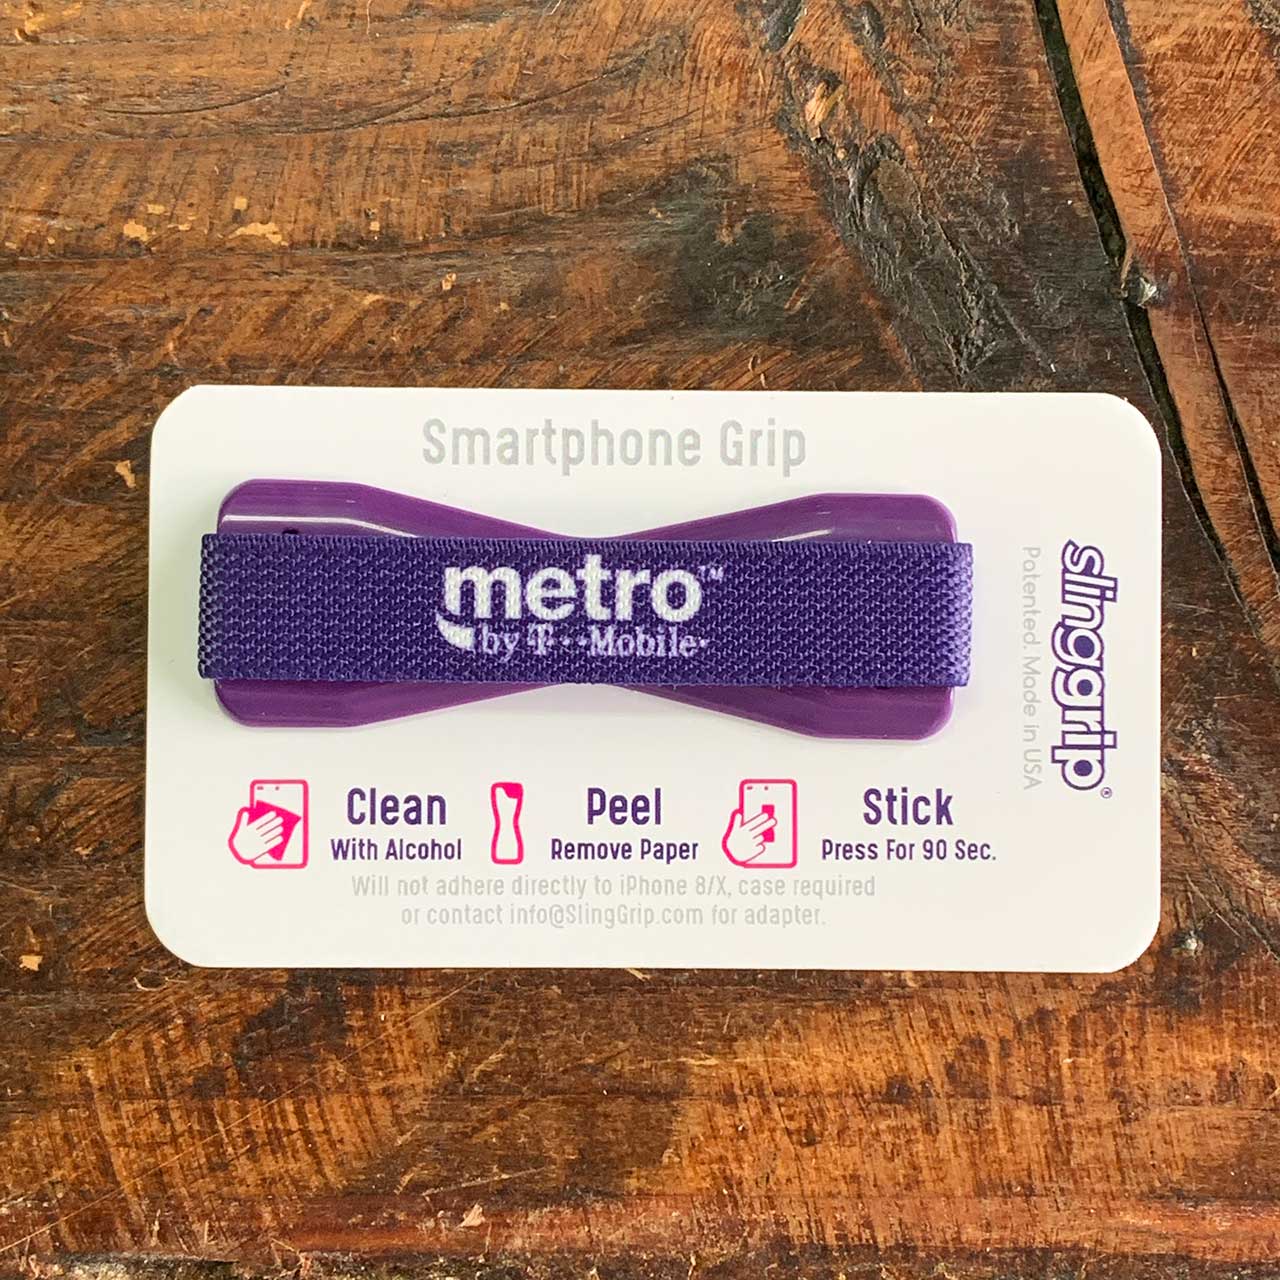 Smartphone Grip
metro™
by T··Mobile·
slinggrip®
Patented. Made in USA
Clean
With Alcohol
Peel
Remove Paper
Stick
Press For 90 Sec.
Will not adhere directly to iPhone 8/X, case required
or contact info@SlingGrip.com for adapter.